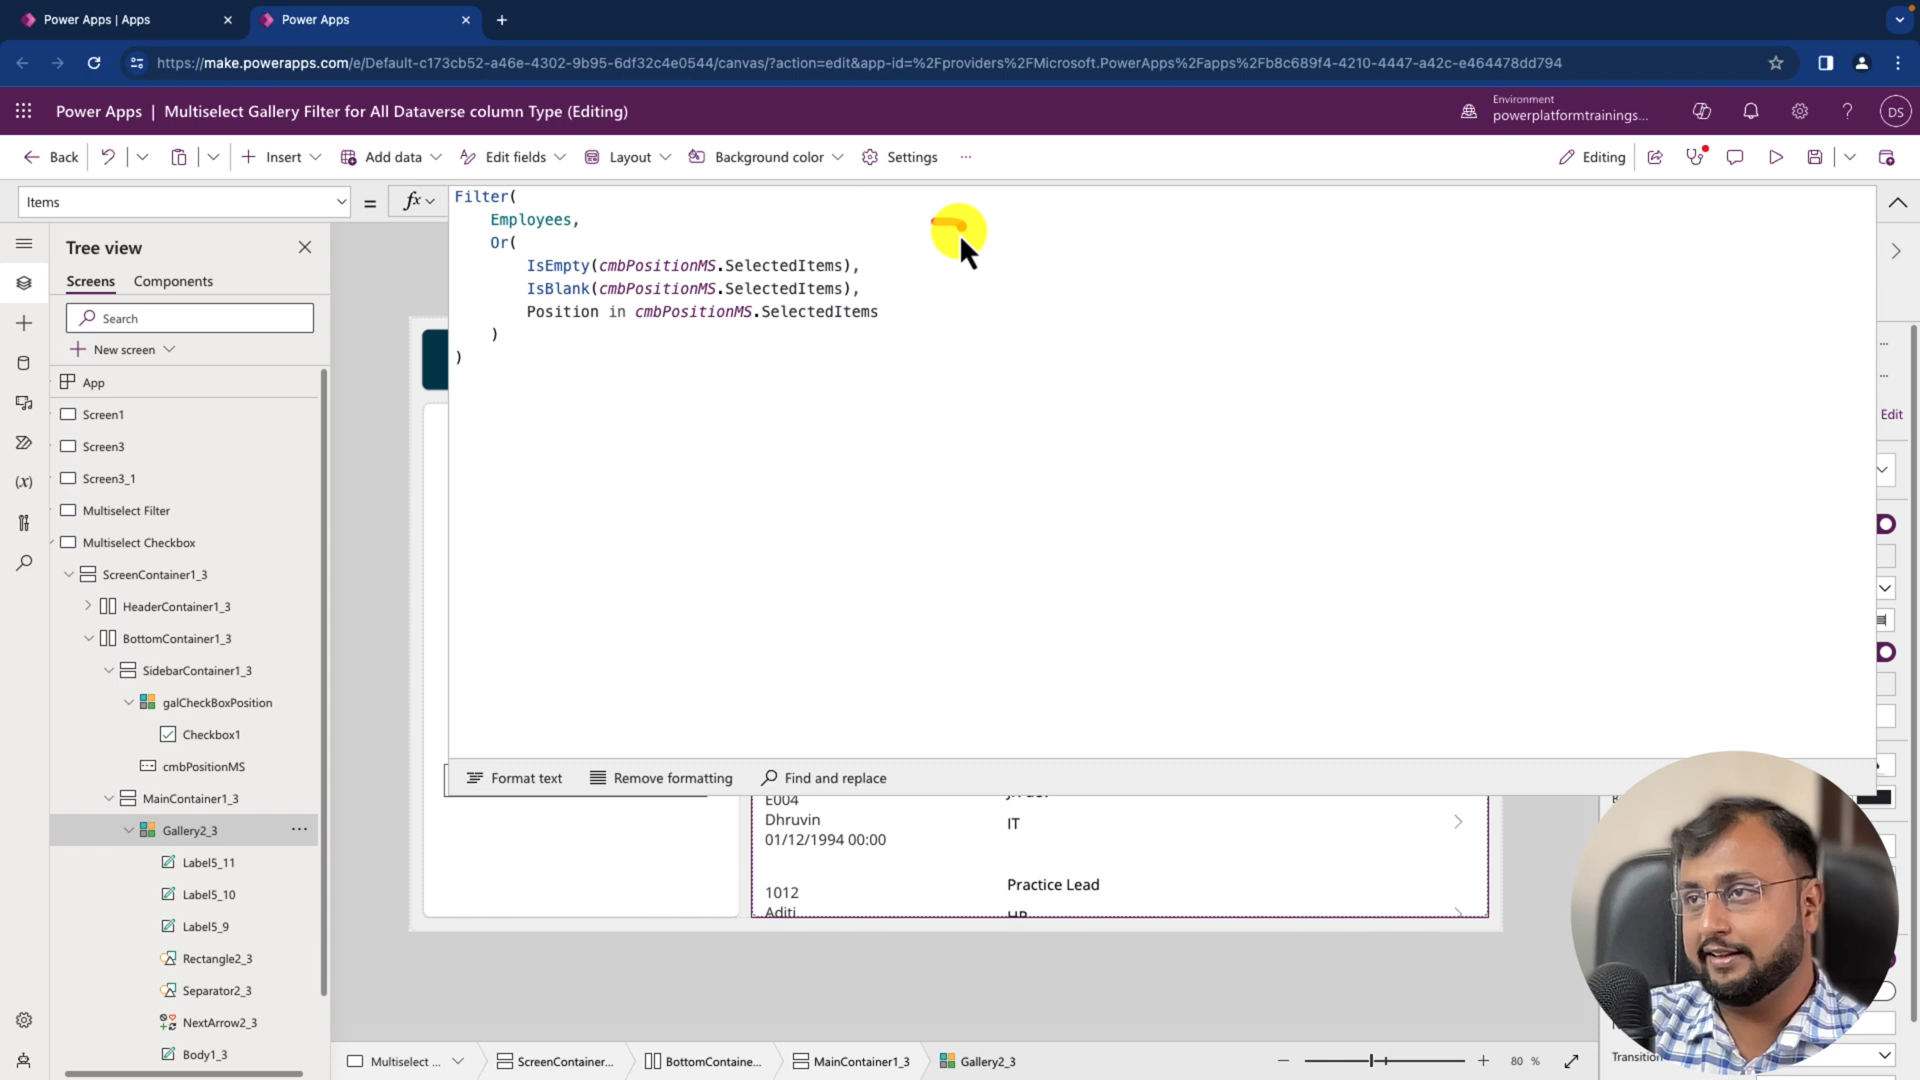 Power Apps | Apps
Power Apps
https://make.powerapps.com/e/Default-c173cb52-a46e-4302-9b95-6df32c4e0544/canvas/?action=edit&app-id=%2Fproviders%2FMicrosoft.PowerApps%2Fapps%2Fb8c689f4-4210-4447-a42c-e464478dd794
Power Apps | Multiselect Gallery Filter for All Dataverse column Type (Editing)
Environment
powerplatformtrainings...
DS
Back
Insert
Add data
Edit fields
Layout
Background color
Settings
Editing
Items
=
fx
Filter(
Employees,
Or(
IsEmpty(cmbPositionMS.SelectedItems),
IsBlank(cmbPositionMS.SelectedItems),
Position in cmbPositionMS.SelectedItems
)
)
Tree view
Screens
Components
Search
New screen
App
Screen1
Screen3
Screen3_1
Multiselect Filter
Multiselect Checkbox
ScreenContainer1_3
HeaderContainer1_3
BottomContainer1_3
SidebarContainer1_3
galCheckBoxPosition
Checkbox1
cmbPositionMS
MainContainer1_3
Gallery2_3
Label5_11
Label5_10
Label5_9
Rectangle2_3
Separator2_3
NextArrow2_3
Body1_3
Edit
Format text
Remove formatting
Find and replace
E004
Dhruvin
01/12/1994 00:00
IT
1012
Aditi
Practice Lead
HR
Transition
Multiselect ...
ScreenContainer...
BottomContaine...
MainContainer1_3
Gallery2_3
80 %